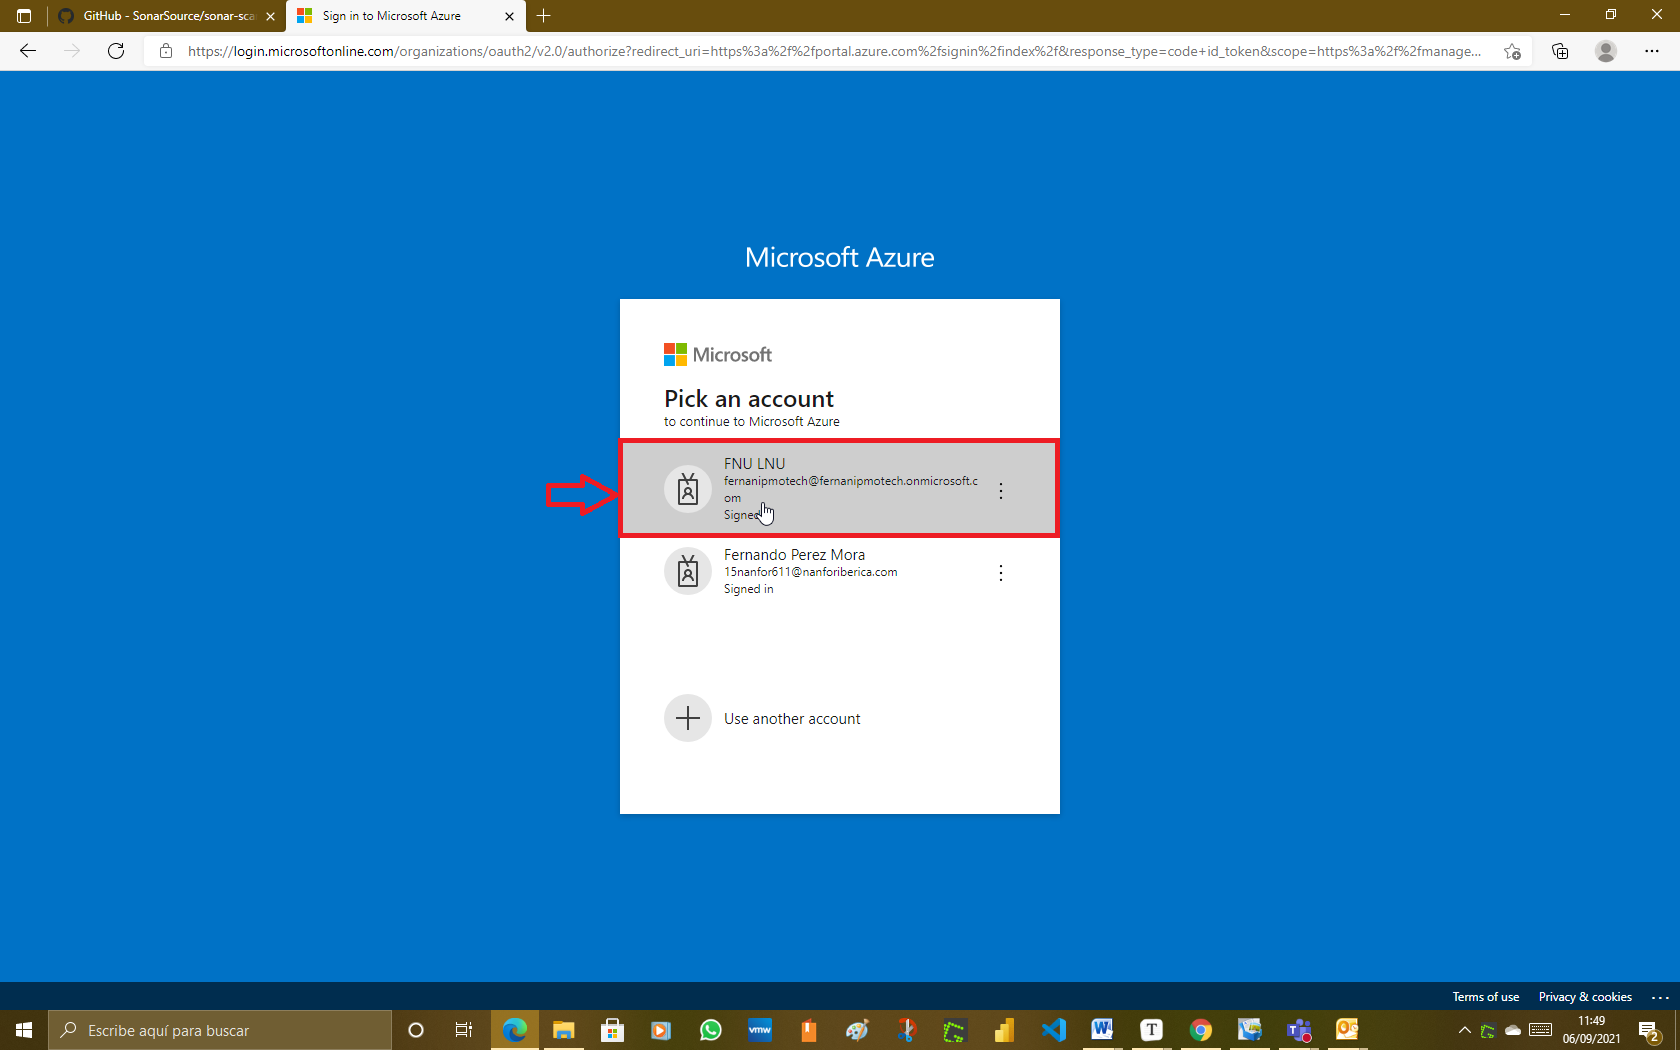 GitHub - SonarSource/sonar-sca
Sign in to Microsoft Azure
https://login.microsoftonline.com/organizations/oauth2/v2.0/authorize?redirect_uri=https%3a%2f%2fportal.azure.com%2fsignin%2findex%2f&response_type=code+id_token&scope=https%3a%2f%2fmanage...
Microsoft Azure
Microsoft
Pick an account
to continue to Microsoft Azure
FNU LNU
fernanipmotech@fernanipmotech.onmicrosoft.c
om
Signed
Fernando Perez Mora
15nanfor611@nanforiberica.com
Signed in
Use another account
Terms of use
Privacy & cookies
Escribe aquí para buscar
vmw
W
T
11:49
06/09/2021
2